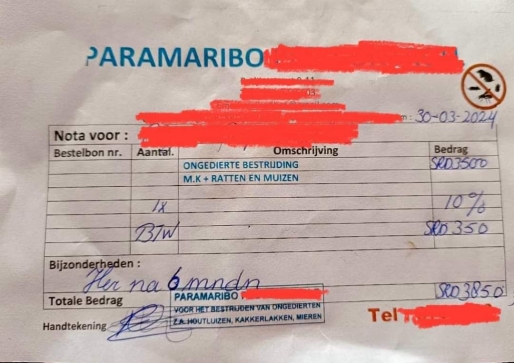 PARAMARIBO
30-03-2024
Nota voor :
Bestelbon nr. Aantal. Omschrijving Bedrag
ONGEDIERTE BESTRIJDING SRD3500
M.K + RATTEN EN MUIZEN
1x 10%
BTW SRD 350
Bijzonderheden :
Her na 6 mndn
Totale Bedrag SRD3850
PARAMARIBO
VOOR HET BESTRIJDEN VAN ONGEDIERTEN
Z.A. HOUTLUIZEN, KAKKERLAKKEN, MIEREN
Handtekening
Tel